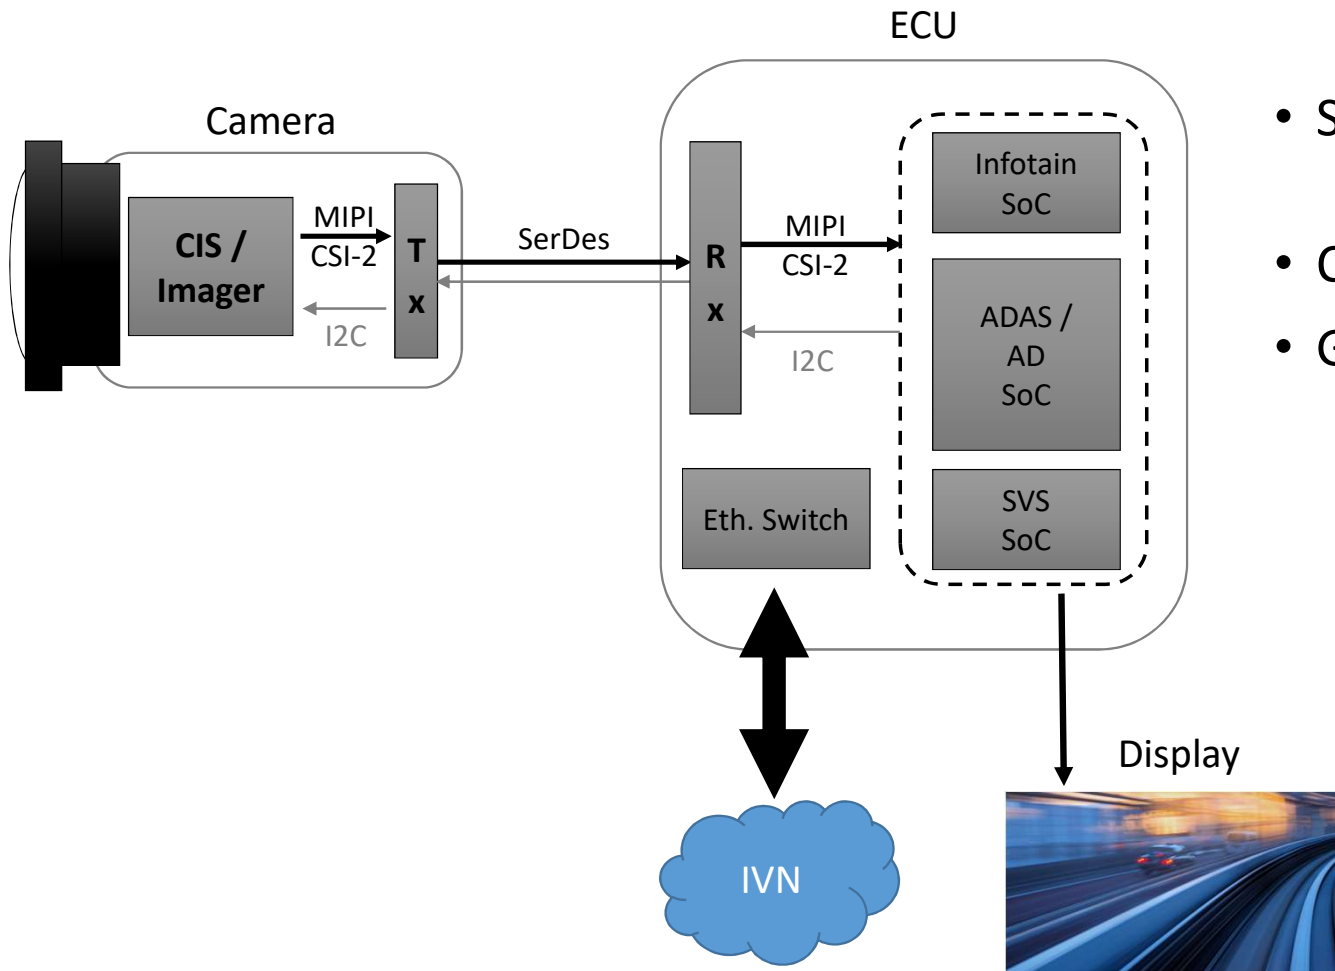 ECU
Camera
CIS /
Imager
MIPI
CSI-2
I2C
T
x
SerDes
R
x
MIPI
CSI-2
I2C
Infotain
SoC
ADAS /
AD
SoC
SVS
SoC
Eth. Switch
Display
IVN
• S
• C
• G